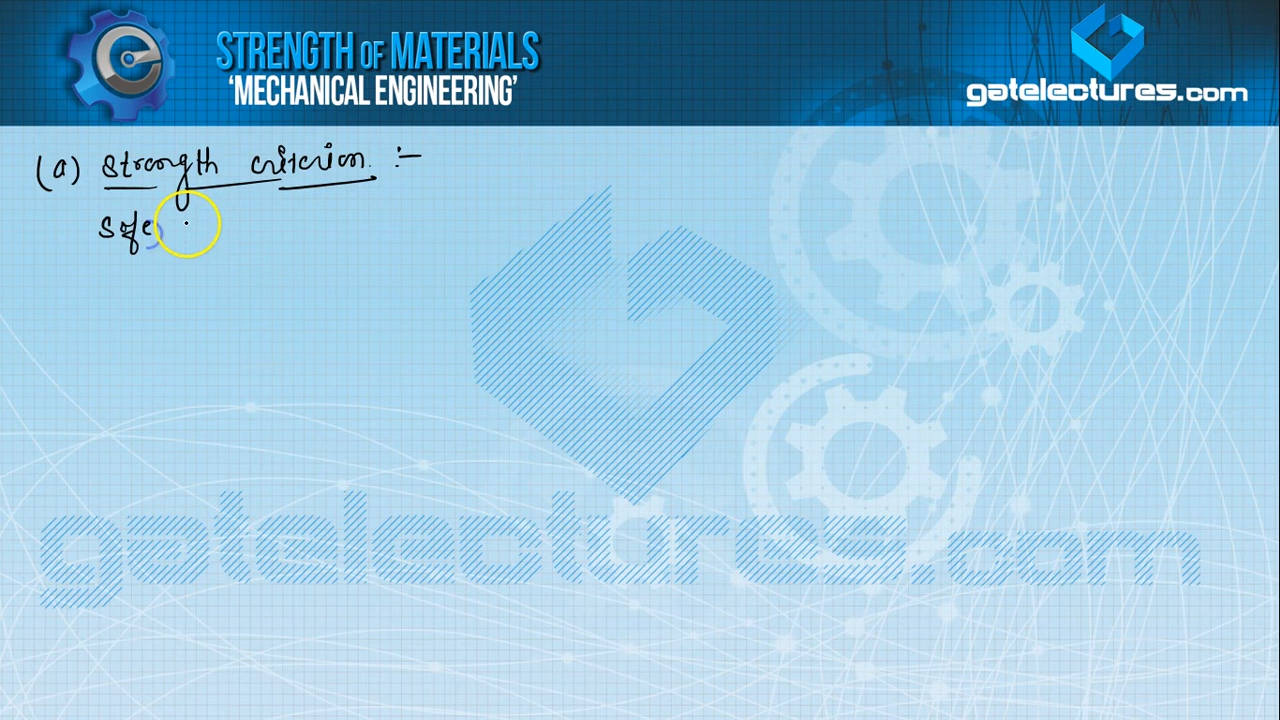 STRENGTH OF MATERIALS
'MECHANICAL ENGINEERING'
gatelectures.com
(a) Strength criterion :-
Safe
gatelectures.com